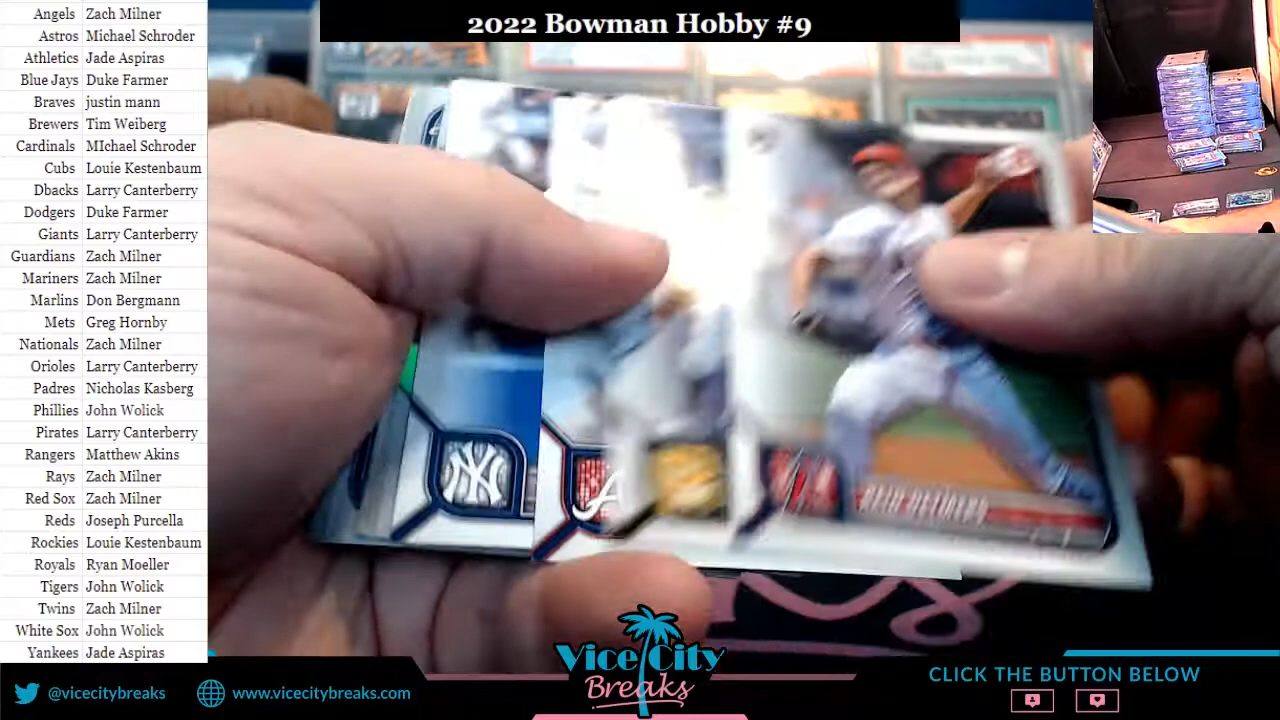 2022 Bowman Hobby #9
Angels Zach Milner
Astros Michael Schroder
Athletics Jade Aspiras
Blue Jays Duke Farmer
Braves justin mann
Brewers Tim Weiberg
Cardinals MIchael Schroder
Cubs Louie Kestenbaum
Dbacks Larry Canterberry
Dodgers Duke Farmer
Giants Larry Canterberry
Guardians Zach Milner
Mariners Zach Milner
Marlins Don Bergmann
Mets Greg Hornby
Nationals Zach Milner
Orioles Larry Canterberry
Padres Nicholas Kasberg
Phillies John Wolick
Pirates Larry Canterberry
Rangers Matthew Akins
Rays Zach Milner
Red Sox Zach Milner
Reds Joseph Purcella
Rockies Louie Kestenbaum
Royals Ryan Moeller
Tigers John Wolick
Twins Zach Milner
White Sox John Wolick
Yankees Jade Aspiras
NY
A
@vicecitybreaks
www.vicecitybreaks.com
Vice City
Breaks
CLICK THE BUTTON BELOW